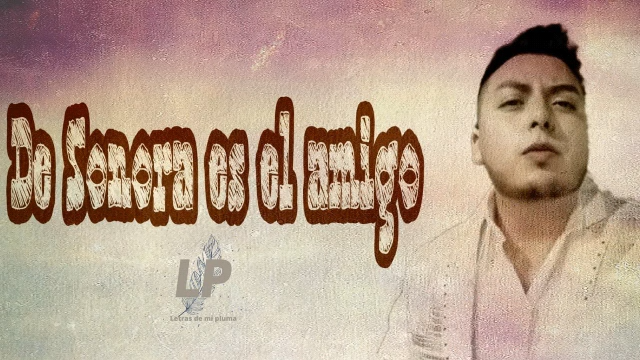 De Sonora es el amigo
LP
Letras de mi pluma